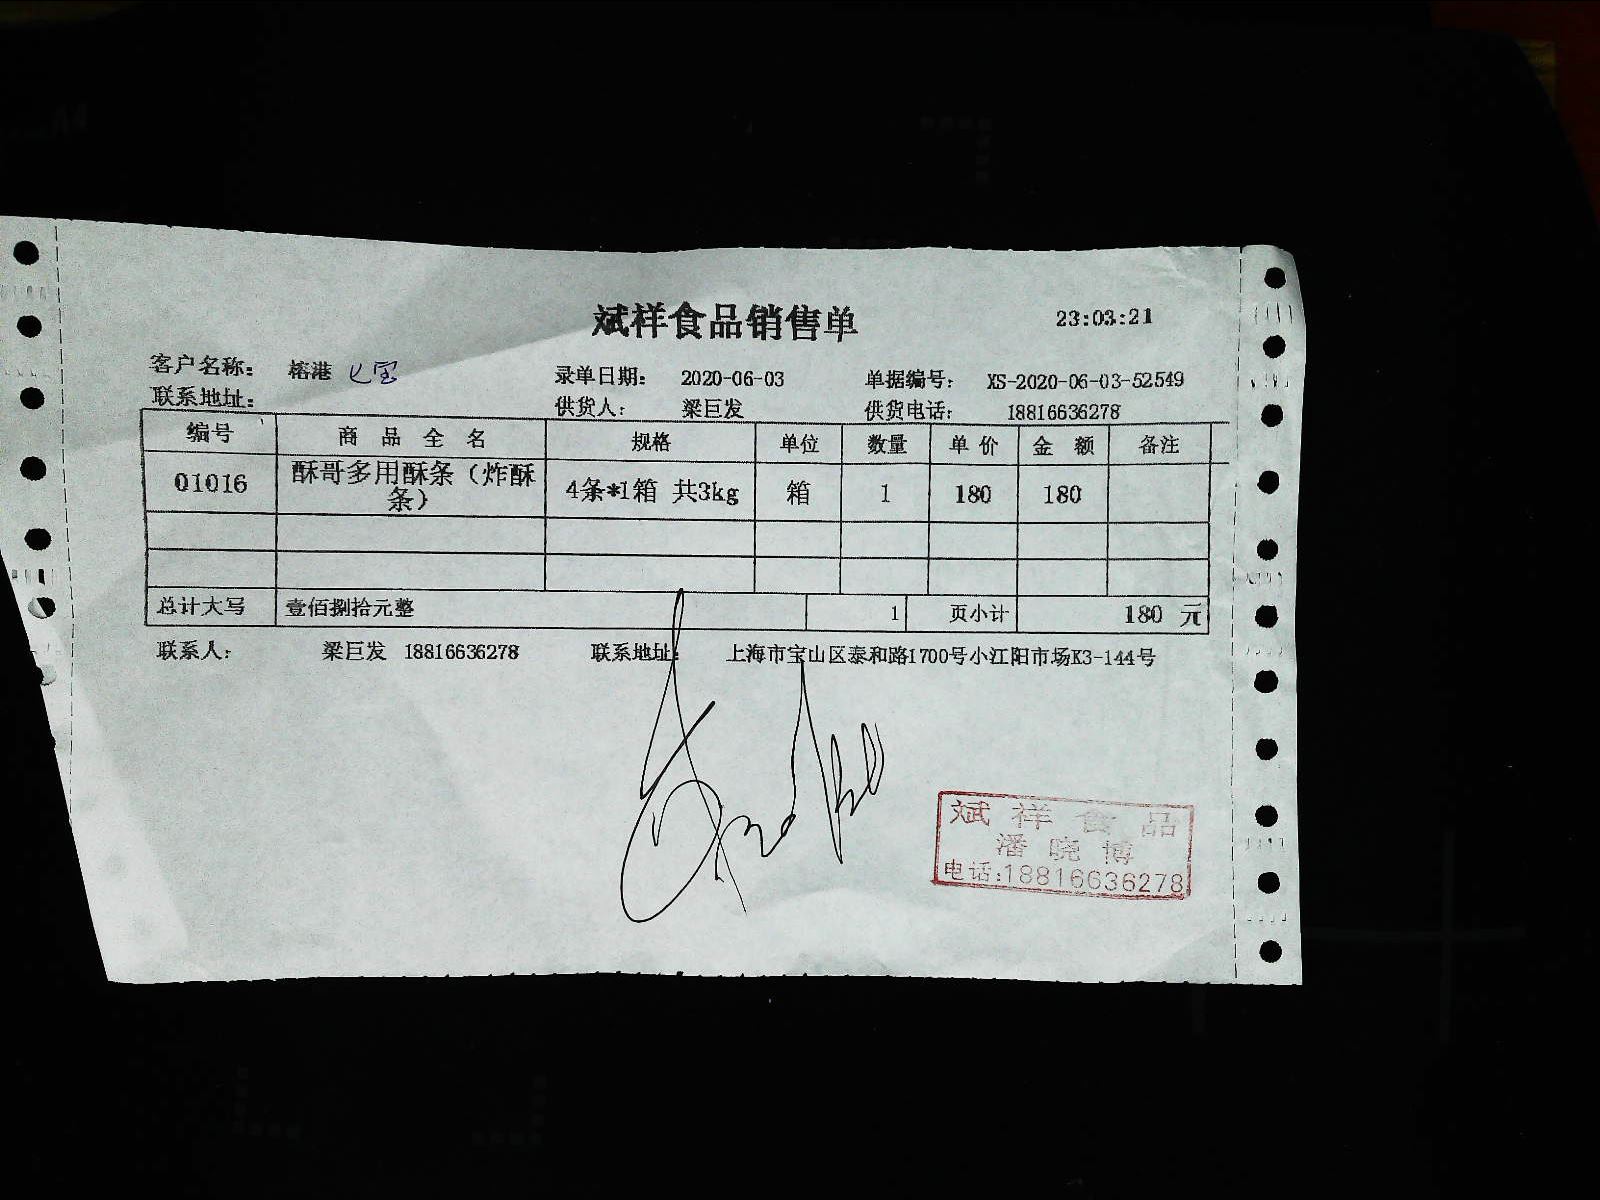 斌祥食品销售单 23:03:21
客户名称: 榕港 七宝 录单日期: 2020-06-03 单据编号: XS-2020-06-03-52549
联系地址: 供货人: 梁巨发 供货电话: 18816636278
编号 商品全名 规格 单位 数量 单价 金额 备注
01016 酥哥多用酥条（炸酥条） 4条*1箱 共3kg 箱 1 180 180
总计大写 壹佰捌拾元整 1 页小计 180 元
联系人: 梁巨发 18816636278 联系地址: 上海市宝山区泰和路1700号小江阳市场K3-144号
斌祥食品
潘晓博
电话:18816636278